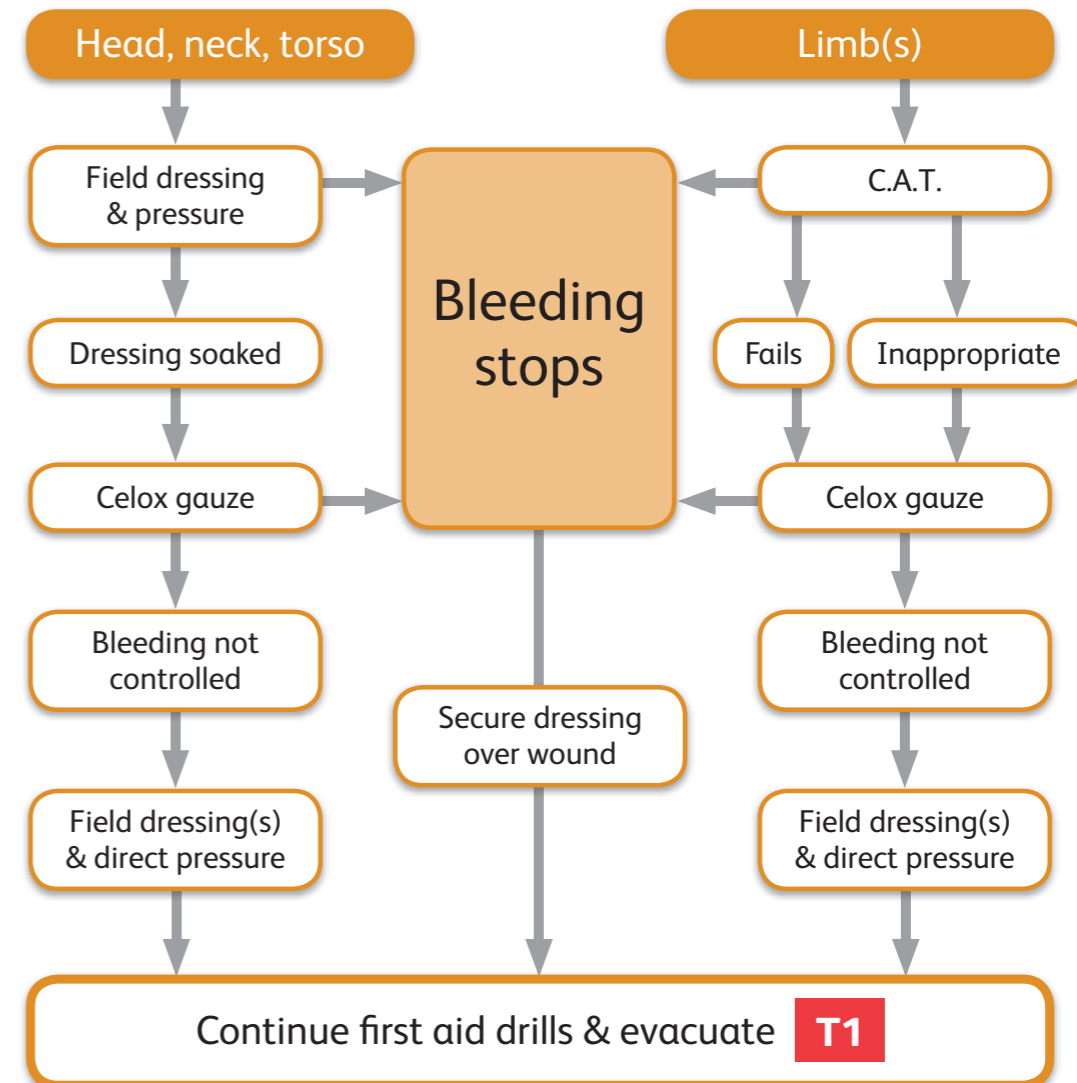 Head, neck, torso
Limb(s)
Field dressing
& pressure
C.A.T.
Bleeding
stops
Dressing soaked
Fails
Inappropriate
Celox gauze
Celox gauze
Bleeding not
controlled
Bleeding not
controlled
Secure dressing
over wound
Field dressing(s)
& direct pressure
Field dressing(s)
& direct pressure
Continue first aid drills & evacuate T1